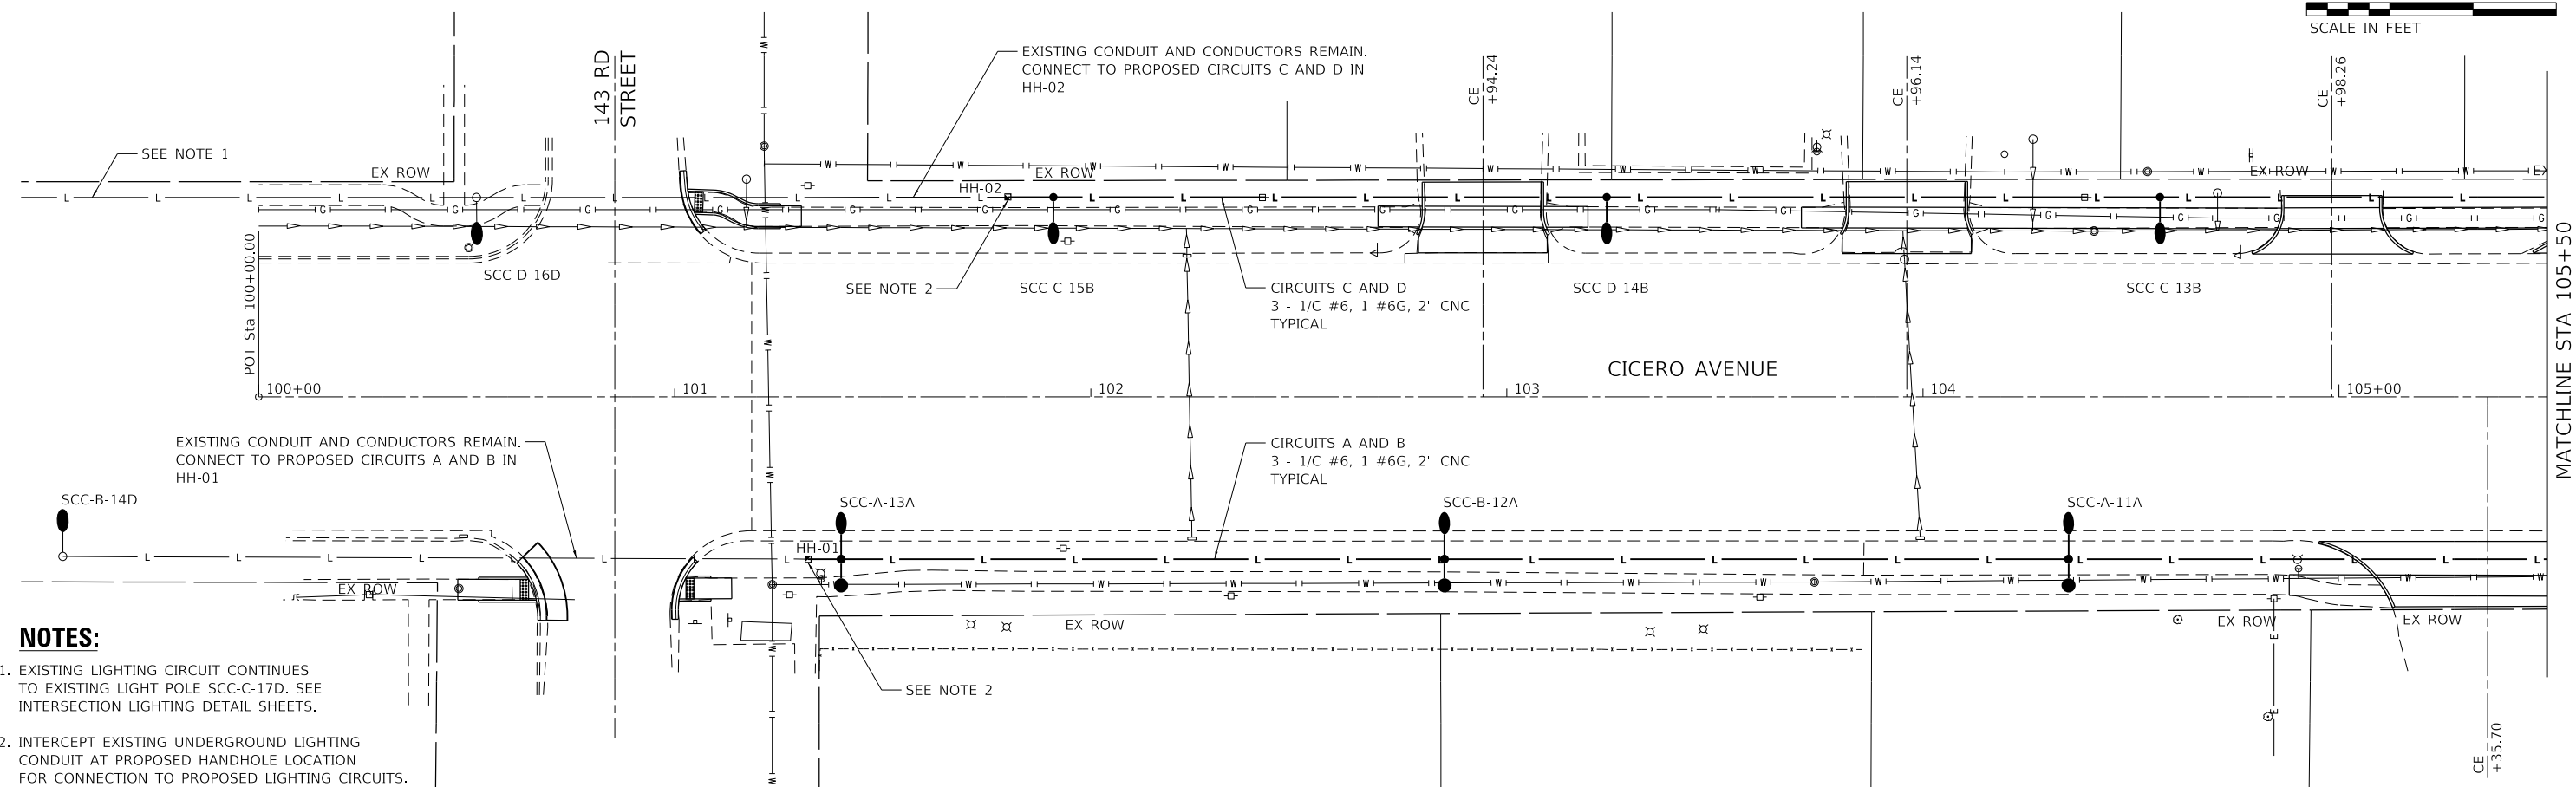 SCALE IN FEET
EXISTING CONDUIT AND CONDUCTORS REMAIN.
CONNECT TO PROPOSED CIRCUITS C AND D IN
HH-02
143 RD
STREET
CE
+94.24
CE
+96.14
CE
+98.26
SEE NOTE 1
EX ROW
HH-02
EX ROW
EX ROW
EX
L L L L L L L L L L L
L L L L L L L L L L L L L L L L
W W W W W W W W W W W W W
G G G G G G G G G G G G G G G G G G
SCC-D-16D
SEE NOTE 2
SCC-C-15B
CIRCUITS C AND D
3 - 1/C #6, 1 #6G, 2" CNC
TYPICAL
SCC-D-14B
SCC-C-13B
POT Sta 100+00.00
MATCHLINE STA 105+50
CICERO AVENUE
100+00
101
102
103
104
105+00
EXISTING CONDUIT AND CONDUCTORS REMAIN.
CONNECT TO PROPOSED CIRCUITS A AND B IN
HH-01
CIRCUITS A AND B
3 - 1/C #6, 1 #6G, 2" CNC
TYPICAL
SCC-B-14D
SCC-A-13A
SCC-B-12A
SCC-A-11A
HH-01
L L L L L L L L
L L L L L L L L L L L L L L L L L L
W W W W W W W W W W W W W
EX ROW
EX ROW
EX ROW
EX ROW
SEE NOTE 2
CE
+35.70
NOTES:
1. EXISTING LIGHTING CIRCUIT CONTINUES
TO EXISTING LIGHT POLE SCC-C-17D. SEE
INTERSECTION LIGHTING DETAIL SHEETS.
2. INTERCEPT EXISTING UNDERGROUND LIGHTING
CONDUIT AT PROPOSED HANDHOLE LOCATION
FOR CONNECTION TO PROPOSED LIGHTING CIRCUITS.